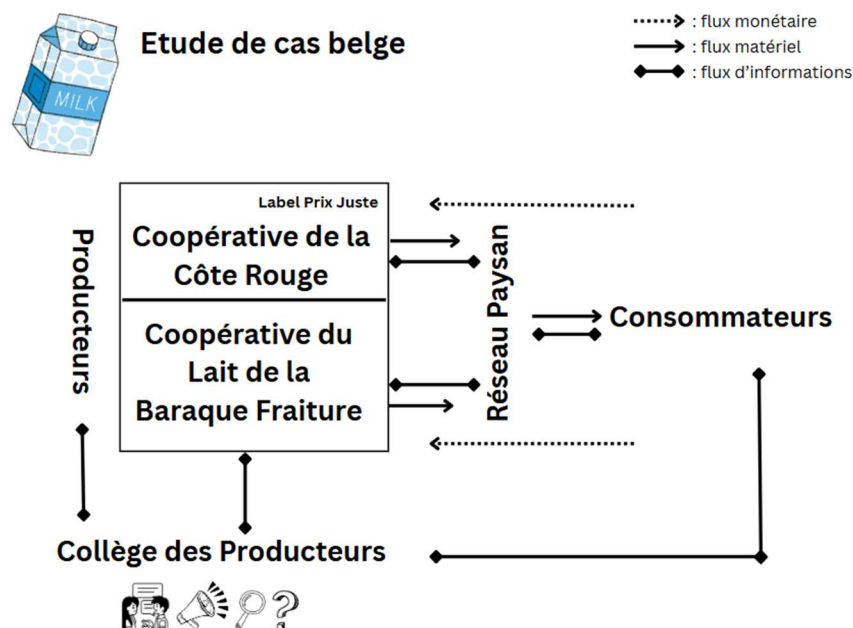 MILK
Etude de cas belge
: flux monétaire
: flux matériel
: flux d’informations
Label Prix Juste
Coopérative de la
Côte Rouge
Coopérative du
Lait de la
Baraque Fraiture
Producteurs
Réseau Paysan
Consommateurs
Collège des Producteurs
?